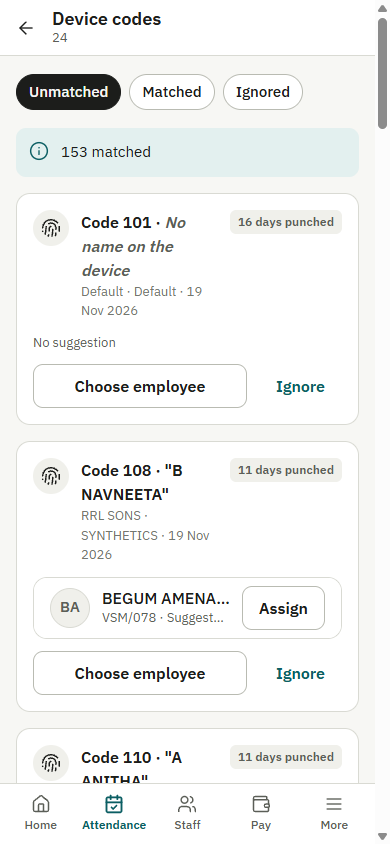 Device codes
24
Unmatched
Matched
Ignored
153 matched
Code 101 · No
name on the
device
16 days punched
Default · Default · 19
Nov 2026
No suggestion
Choose employee
Ignore
Code 108 · "B
NAVNEETA"
11 days punched
RRL SONS ·
SYNTHETICS · 19 Nov
2026
BA
BEGUM AMENA...
VSM/078 · Suggest...
Assign
Choose employee
Ignore
Code 110 · "A
ANITHA"
11 days punched
Home
Attendance
Staff
Pay
More